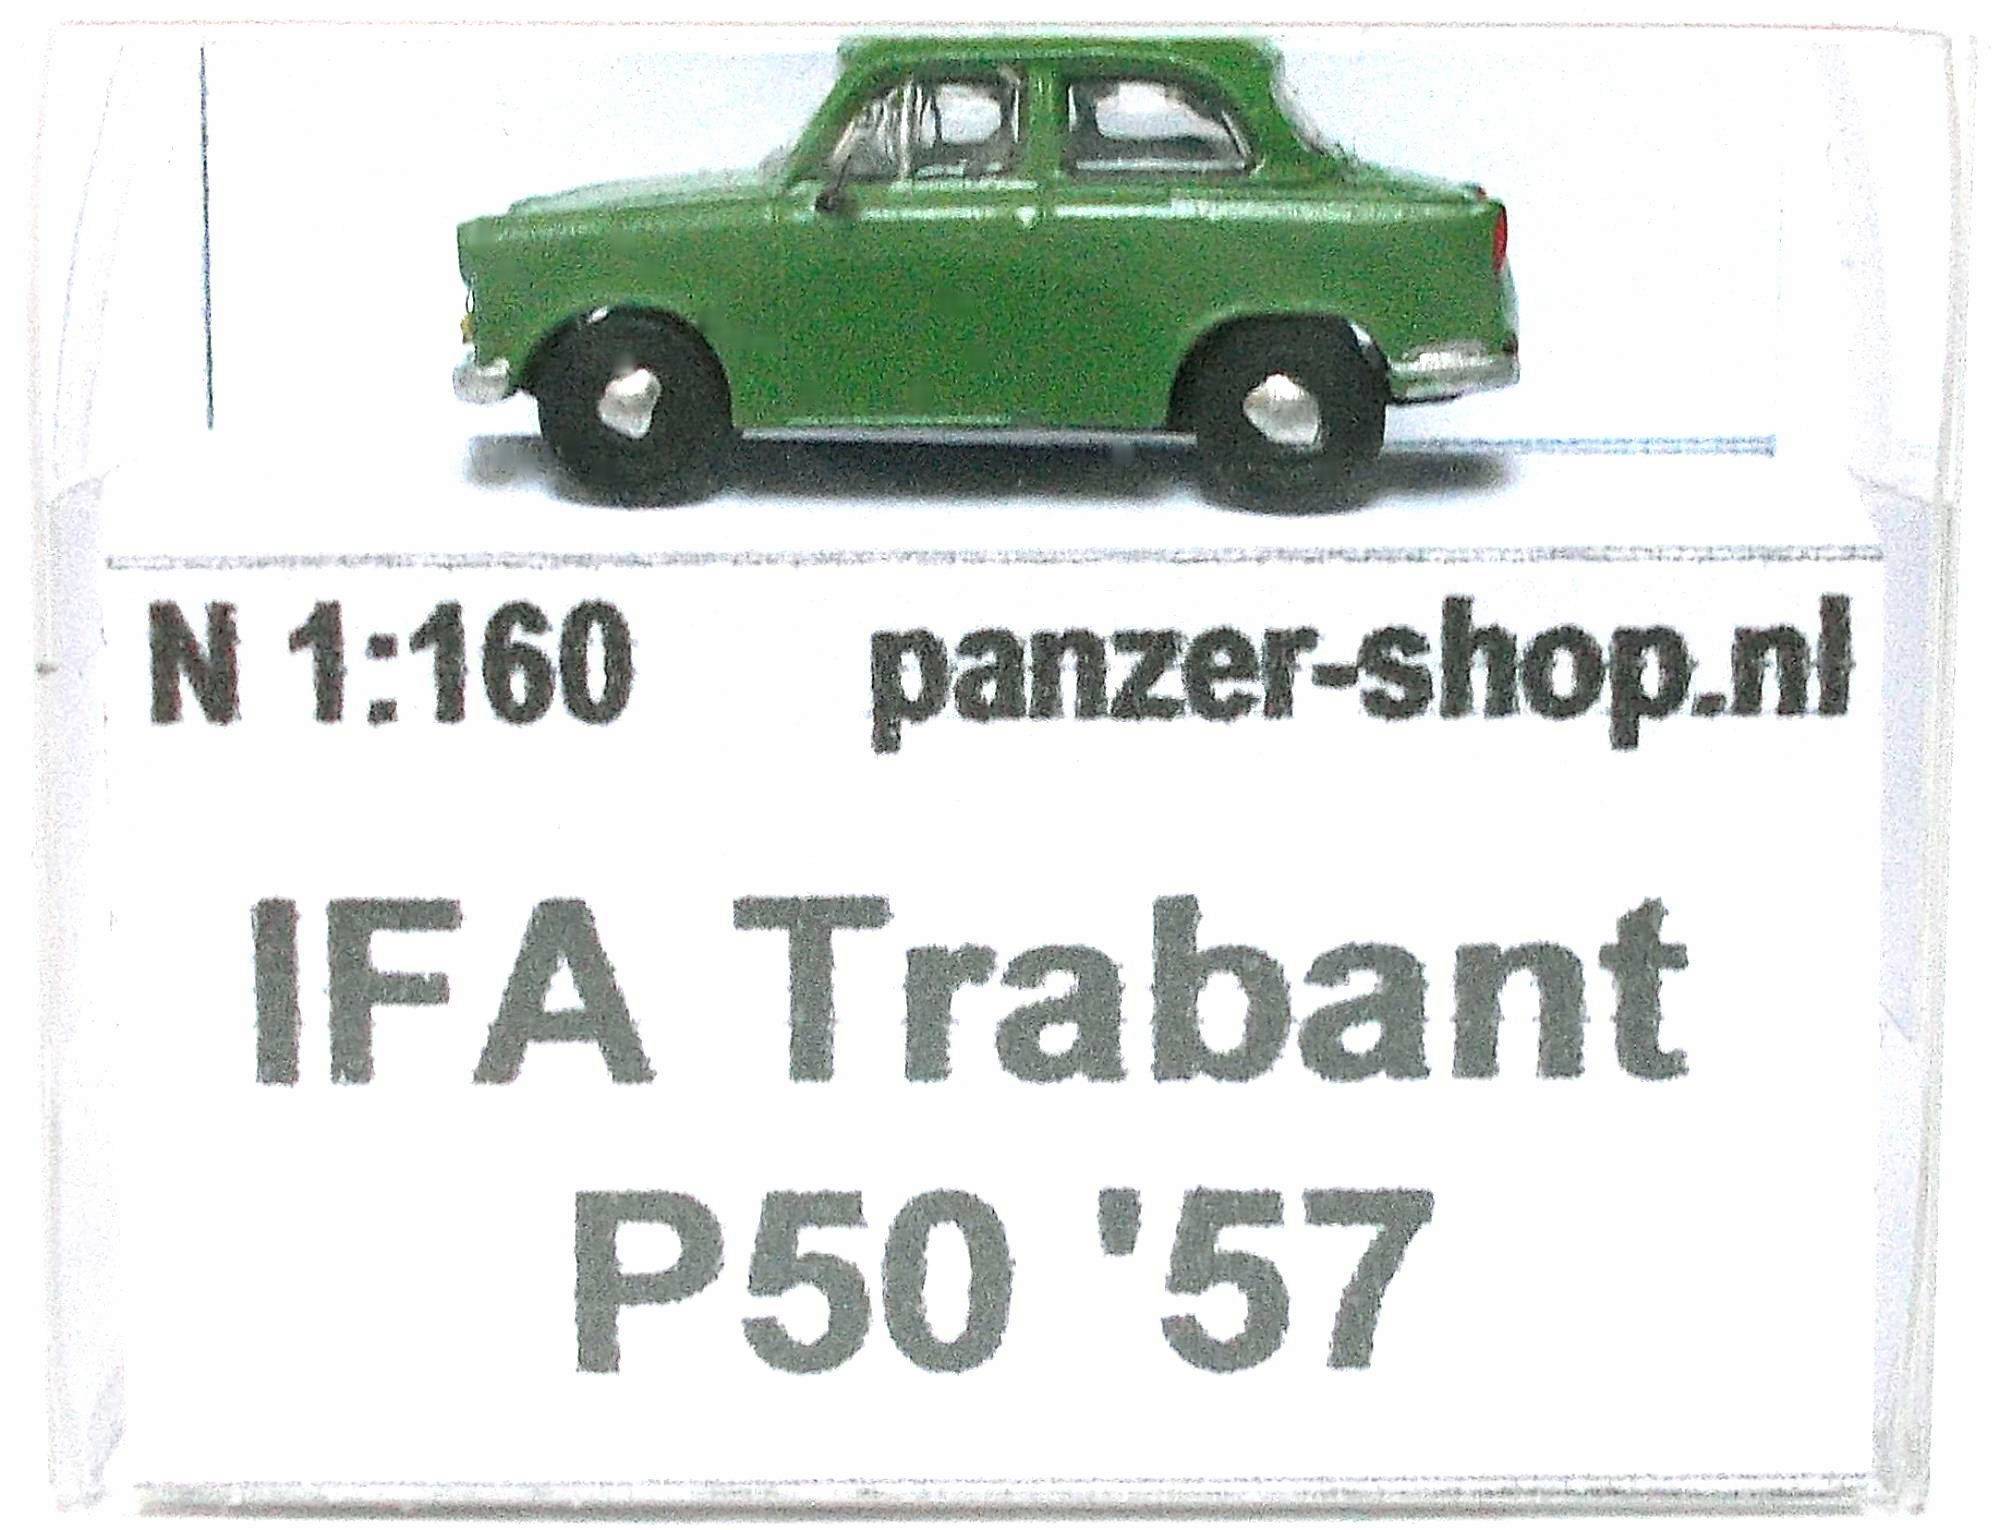 N 1:160 panzer-shop.nl
IFA Trabant
P50 '57